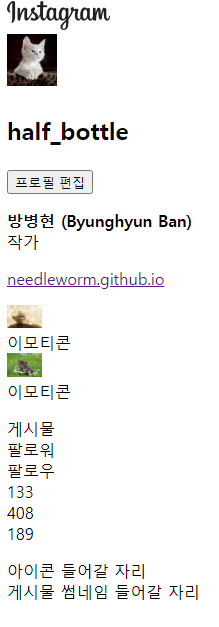 Instagram
half_bottle
프로필 편집
방병현 (Byunghyun Ban)
작가
needleworm.github.io
이모티콘
이모티콘
게시물
팔로워
팔로우
133
408
189
아이콘 들어갈 자리
게시물 썸네임 들어갈 자리